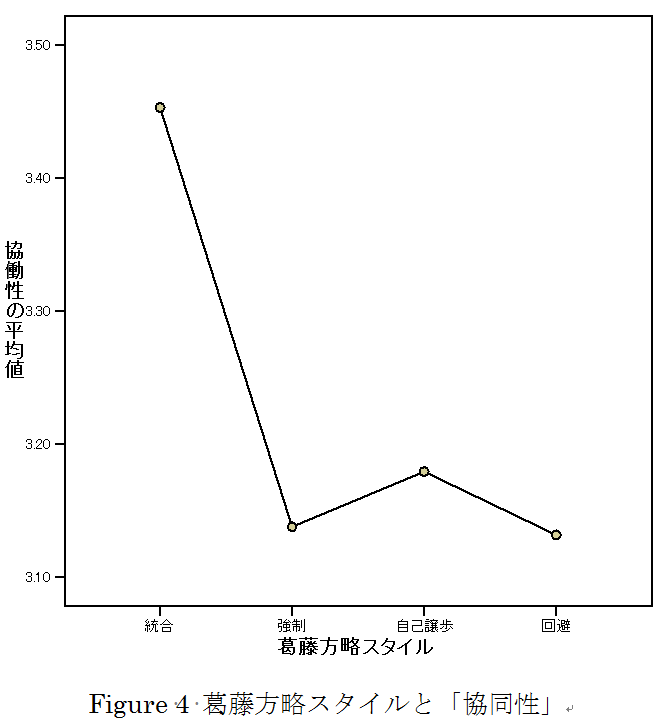 3.50
3.40
3.30
3.20
3.10
協働性の平均値
統合 強制 自己譲歩 回避
葛藤方略スタイル
Figure 4 葛藤方略スタイルと「協同性」